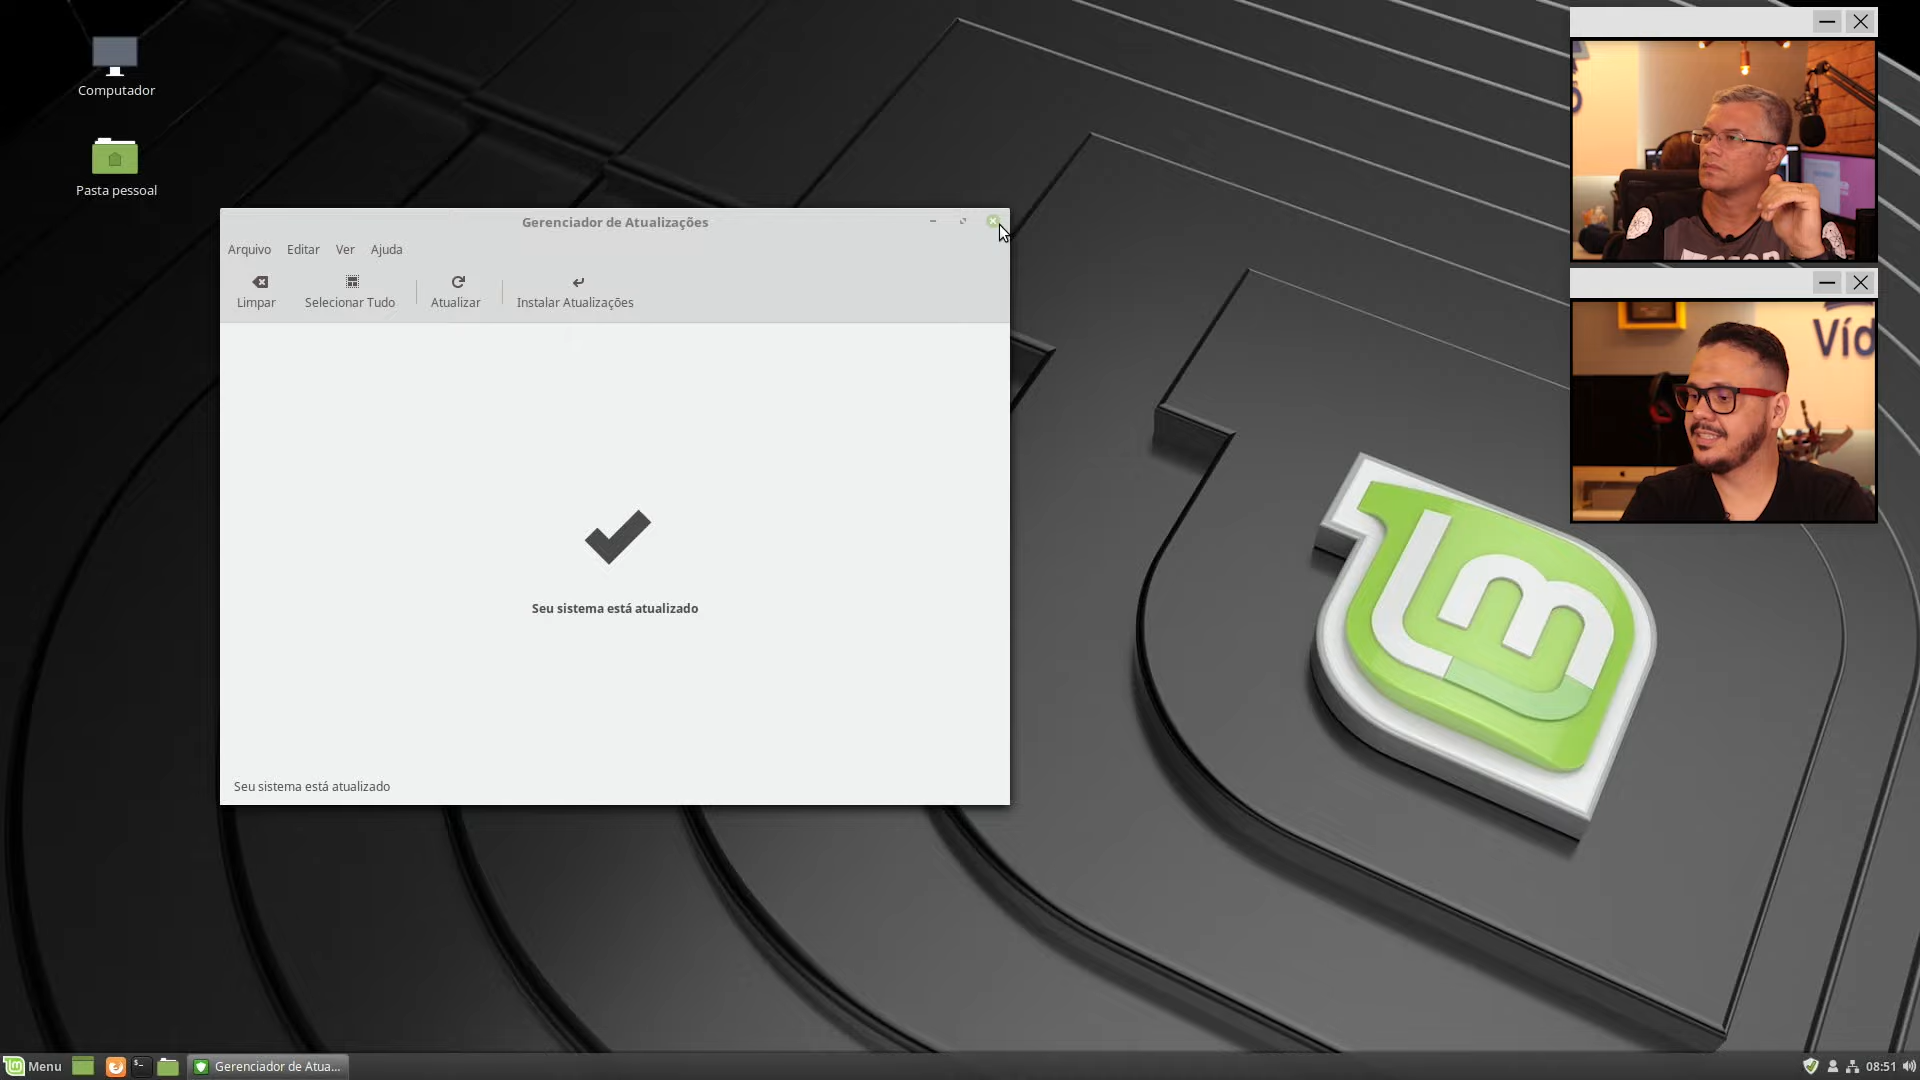 Computador
Pasta pessoal
Gerenciador de Atualizações
Arquivo Editar Ver Ajuda
Limpar Selecionar Tudo Atualizar Instalar Atualizações
Seu sistema está atualizado
Seu sistema está atualizado
Víd
Menu
Gerenciador de Atua...
08:51